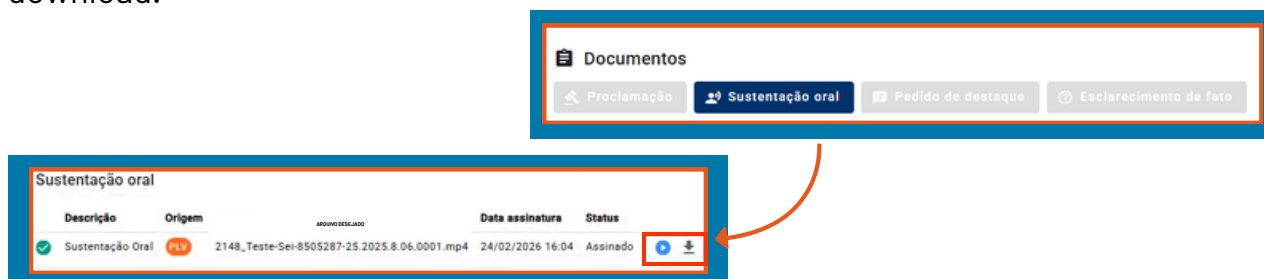 download.
Documentos
Proclamação Sustentação oral Pedido de destaque Esclarecimento de fato
Sustentação oral
Descrição Origem ARQUIVO DESEJADO Data assinatura Status
Sustentação Oral PLV 2148_Teste-Sei-8505287-25.2025.8.06.0001.mp4 24/02/2026 16:04 Assinado